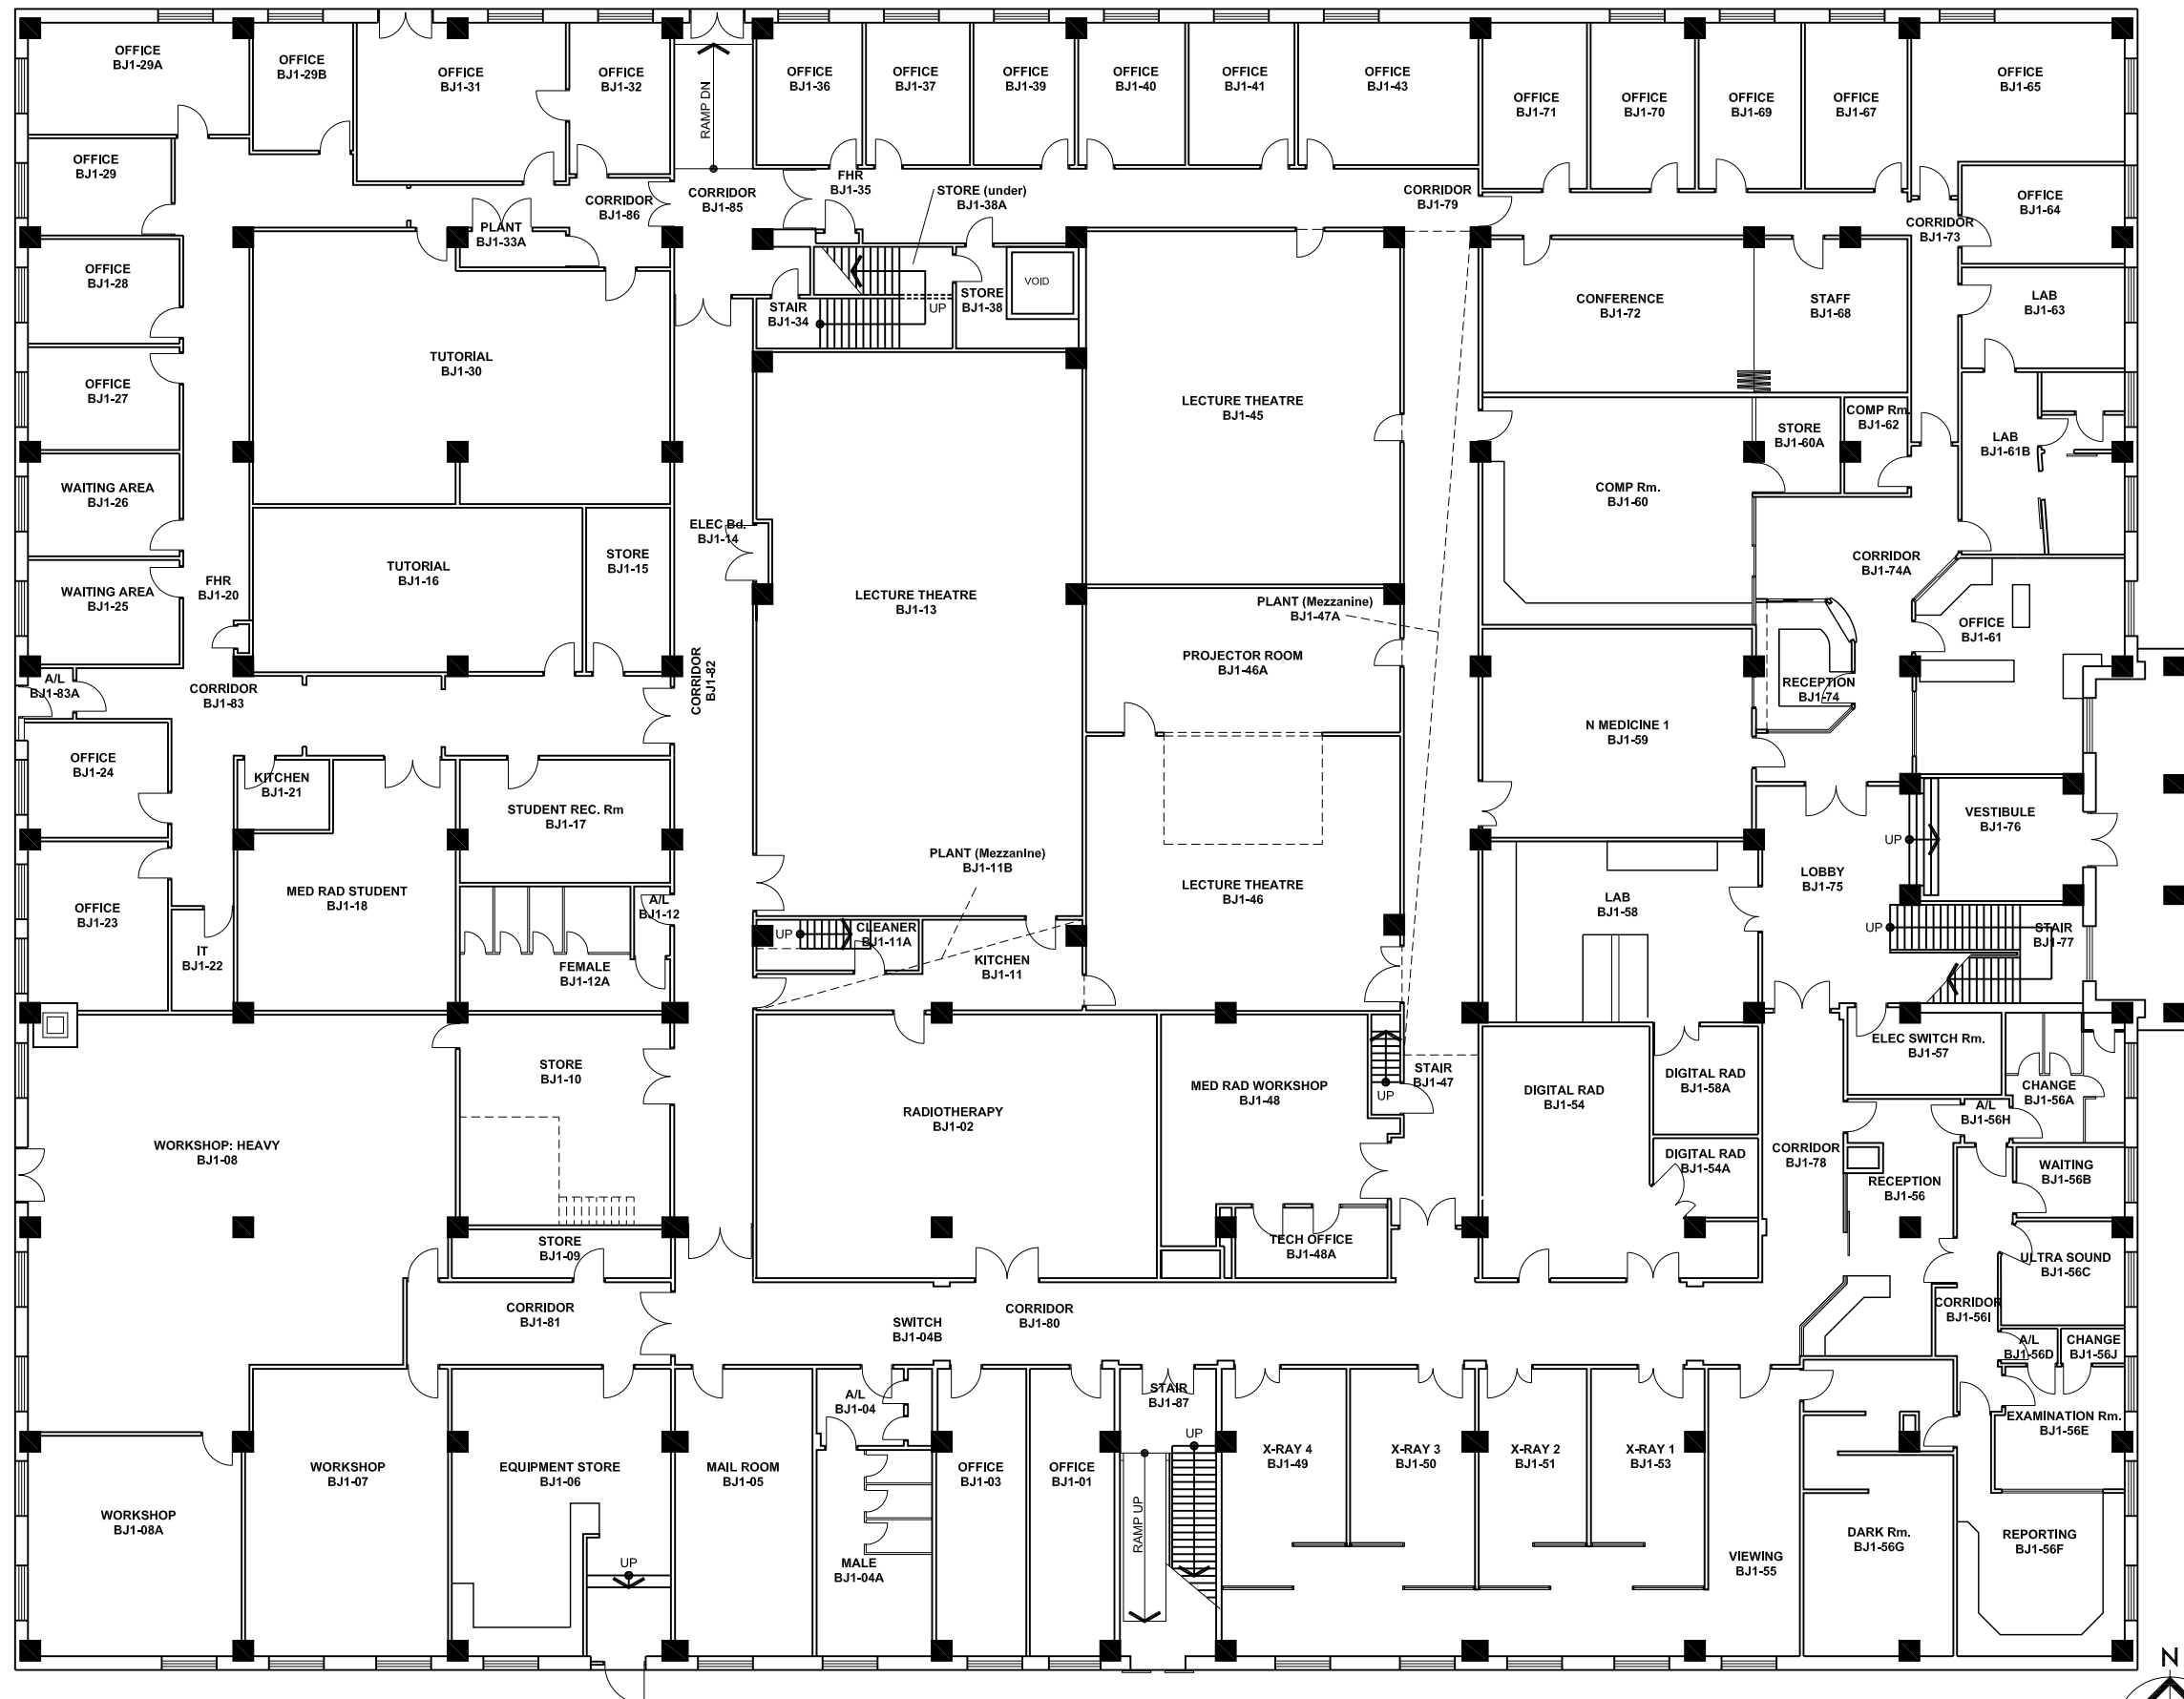 OFFICE
BJ1-29A
OFFICE
BJ1-29B
OFFICE
BJ1-31
OFFICE
BJ1-32
RAMP DN
OFFICE
BJ1-36
OFFICE
BJ1-37
OFFICE
BJ1-39
OFFICE
BJ1-40
OFFICE
BJ1-41
OFFICE
BJ1-43
OFFICE
BJ1-71
OFFICE
BJ1-70
OFFICE
BJ1-69
OFFICE
BJ1-67
OFFICE
BJ1-65
OFFICE
BJ1-29
PLANT
BJ1-33A
CORRIDOR
BJ1-86
CORRIDOR
BJ1-85
FHR
BJ1-35
STORE (under)
BJ1-38A
CORRIDOR
BJ1-79
CORRIDOR
BJ1-73
OFFICE
BJ1-64
OFFICE
BJ1-28
STAIR
BJ1-34
UP
STORE
BJ1-38
VOID
CONFERENCE
BJ1-72
STAFF
BJ1-68
LAB
BJ1-63
OFFICE
BJ1-27
TUTORIAL
BJ1-30
LECTURE THEATRE
BJ1-45
STORE
BJ1-60A
COMP Rm.
BJ1-62
LAB
BJ1-61B
WAITING AREA
BJ1-26
COMP Rm.
BJ1-60
ELEC Bd.
BJ1-14
STORE
BJ1-15
TUTORIAL
BJ1-16
FHR
BJ1-20
WAITING AREA
BJ1-25
LECTURE THEATRE
BJ1-13
PLANT (Mezzanine)
BJ1-47A
CORRIDOR
BJ1-74A
OFFICE
BJ1-61
A/L
BJ1-83A
CORRIDOR
BJ1-83
CORRIDOR
BJ1-82
PROJECTOR ROOM
BJ1-46A
RECEPTION
BJ1-74
N MEDICINE 1
BJ1-59
OFFICE
BJ1-24
KITCHEN
BJ1-21
STUDENT REC. Rm
BJ1-17
VESTIBULE
BJ1-76
UP
PLANT (MezzanIne)
BJ1-11B
LECTURE THEATRE
BJ1-46
LOBBY
BJ1-75
MED RAD STUDENT
BJ1-18
A/L
BJ1-12
LAB
BJ1-58
OFFICE
BJ1-23
IT
BJ1-22
FEMALE
BJ1-12A
UP
CLEANER
BJ1-11A
KITCHEN
BJ1-11
UP
STAIR
BJ1-77
STORE
BJ1-10
MED RAD WORKSHOP
BJ1-48
UP
STAIR
BJ1-47
DIGITAL RAD
BJ1-54
DIGITAL RAD
BJ1-58A
ELEC SWITCH Rm.
BJ1-57
CHANGE
BJ1-56A
A/L
BJ1-56H
RADIOTHERAPY
BJ1-02
WORKSHOP: HEAVY
BJ1-08
DIGITAL RAD
BJ1-54A
CORRIDOR
BJ1-78
RECEPTION
BJ1-56
WAITING
BJ1-56B
STORE
BJ1-09
TECH OFFICE
BJ1-48A
ULTRA SOUND
BJ1-56C
CORRIDOR
BJ1-81
SWITCH
BJ1-04B
CORRIDOR
BJ1-80
CORRIDOR
BJ1-56I
A/L
BJ1-56D
CHANGE
BJ1-56J
A/L
BJ1-04
STAIR
BJ1-87
UP
EXAMINATION Rm.
BJ1-56E
WORKSHOP
BJ1-07
EQUIPMENT STORE
BJ1-06
MAIL ROOM
BJ1-05
OFFICE
BJ1-03
OFFICE
BJ1-01
X-RAY 4
BJ1-49
X-RAY 3
BJ1-50
X-RAY 2
BJ1-51
X-RAY 1
BJ1-53
WORKSHOP
BJ1-08A
RAMP UP
UP
MALE
BJ1-04A
VIEWING
BJ1-55
DARK Rm.
BJ1-56G
REPORTING
BJ1-56F
N